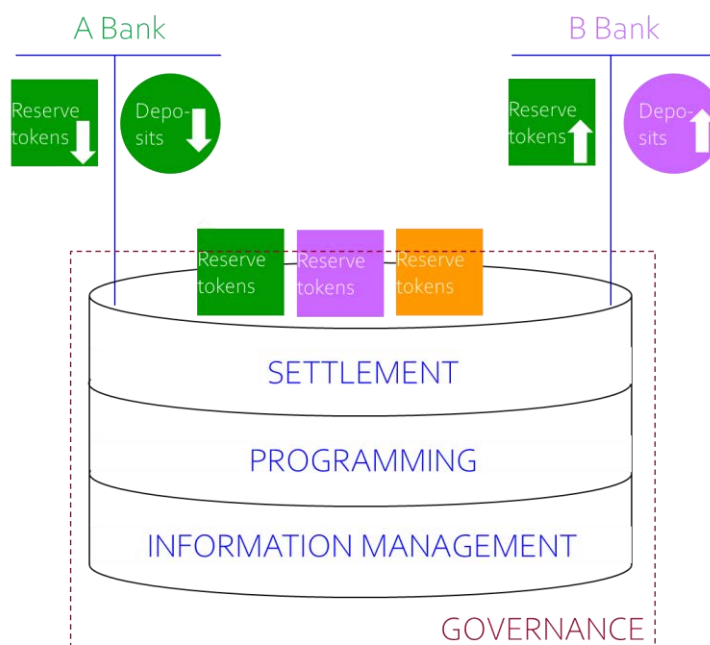 A Bank
B Bank
Reserve
tokens
Depo-
sits
Reserve
tokens
Depo-
sits
Reserve
tokens
Reserve
tokens
Reserve
tokens
SETTLEMENT
PROGRAMMING
INFORMATION MANAGEMENT
GOVERNANCE